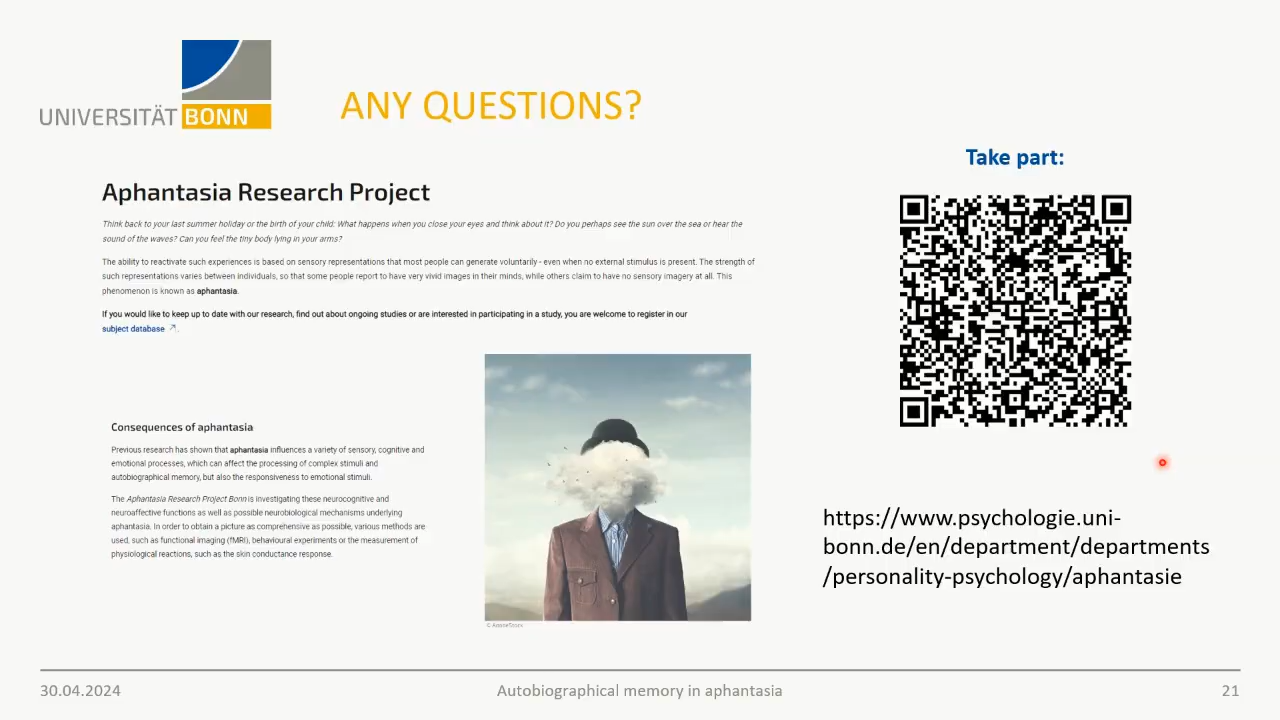 UNIVERSITÄT BONN
ANY QUESTIONS?
Take part:
Aphantasia Research Project
Think back to your last summer holiday or the birth of your child: What happens when you close your eyes and think about it? Do you perhaps see the sun over the sea or hear the
sound of the waves? Can you feel the tiny body lying in your arms?
The ability to reactivate such experiences is based on sensory representations that most people can generate voluntarily - even when no external stimulus is present. The strength of
such representations varies between individuals, so that some people report to have very vivid images in their minds, while others claim to have no sensory imagery at all. This
phenomenon is known as aphantasia.
If you would like to keep up to date with our research, find out about ongoing studies or are interested in participating in a study, you are welcome to register in our
subject database ↗.
Consequences of aphantasia
Previous research has shown that aphantasia influences a variety of sensory, cognitive and
emotional processes, which can affect the processing of complex stimuli and
autobiographical memory, but also the responsiveness to emotional stimuli.
The Aphantasia Research Project Bonn is investigating these neurocognitive and
neuroaffective functions as well as possible neurobiological mechanisms underlying
aphantasia. In order to obtain a picture as comprehensive as possible, various methods are
used, such as functional imaging (fMRI), behavioural experiments or the measurement of
physiological reactions, such as the skin conductance response.
© AdobeStock
https://www.psychologie.uni-
bonn.de/en/department/departments
/personality-psychology/aphantasie
30.04.2024
Autobiographical memory in aphantasia
21